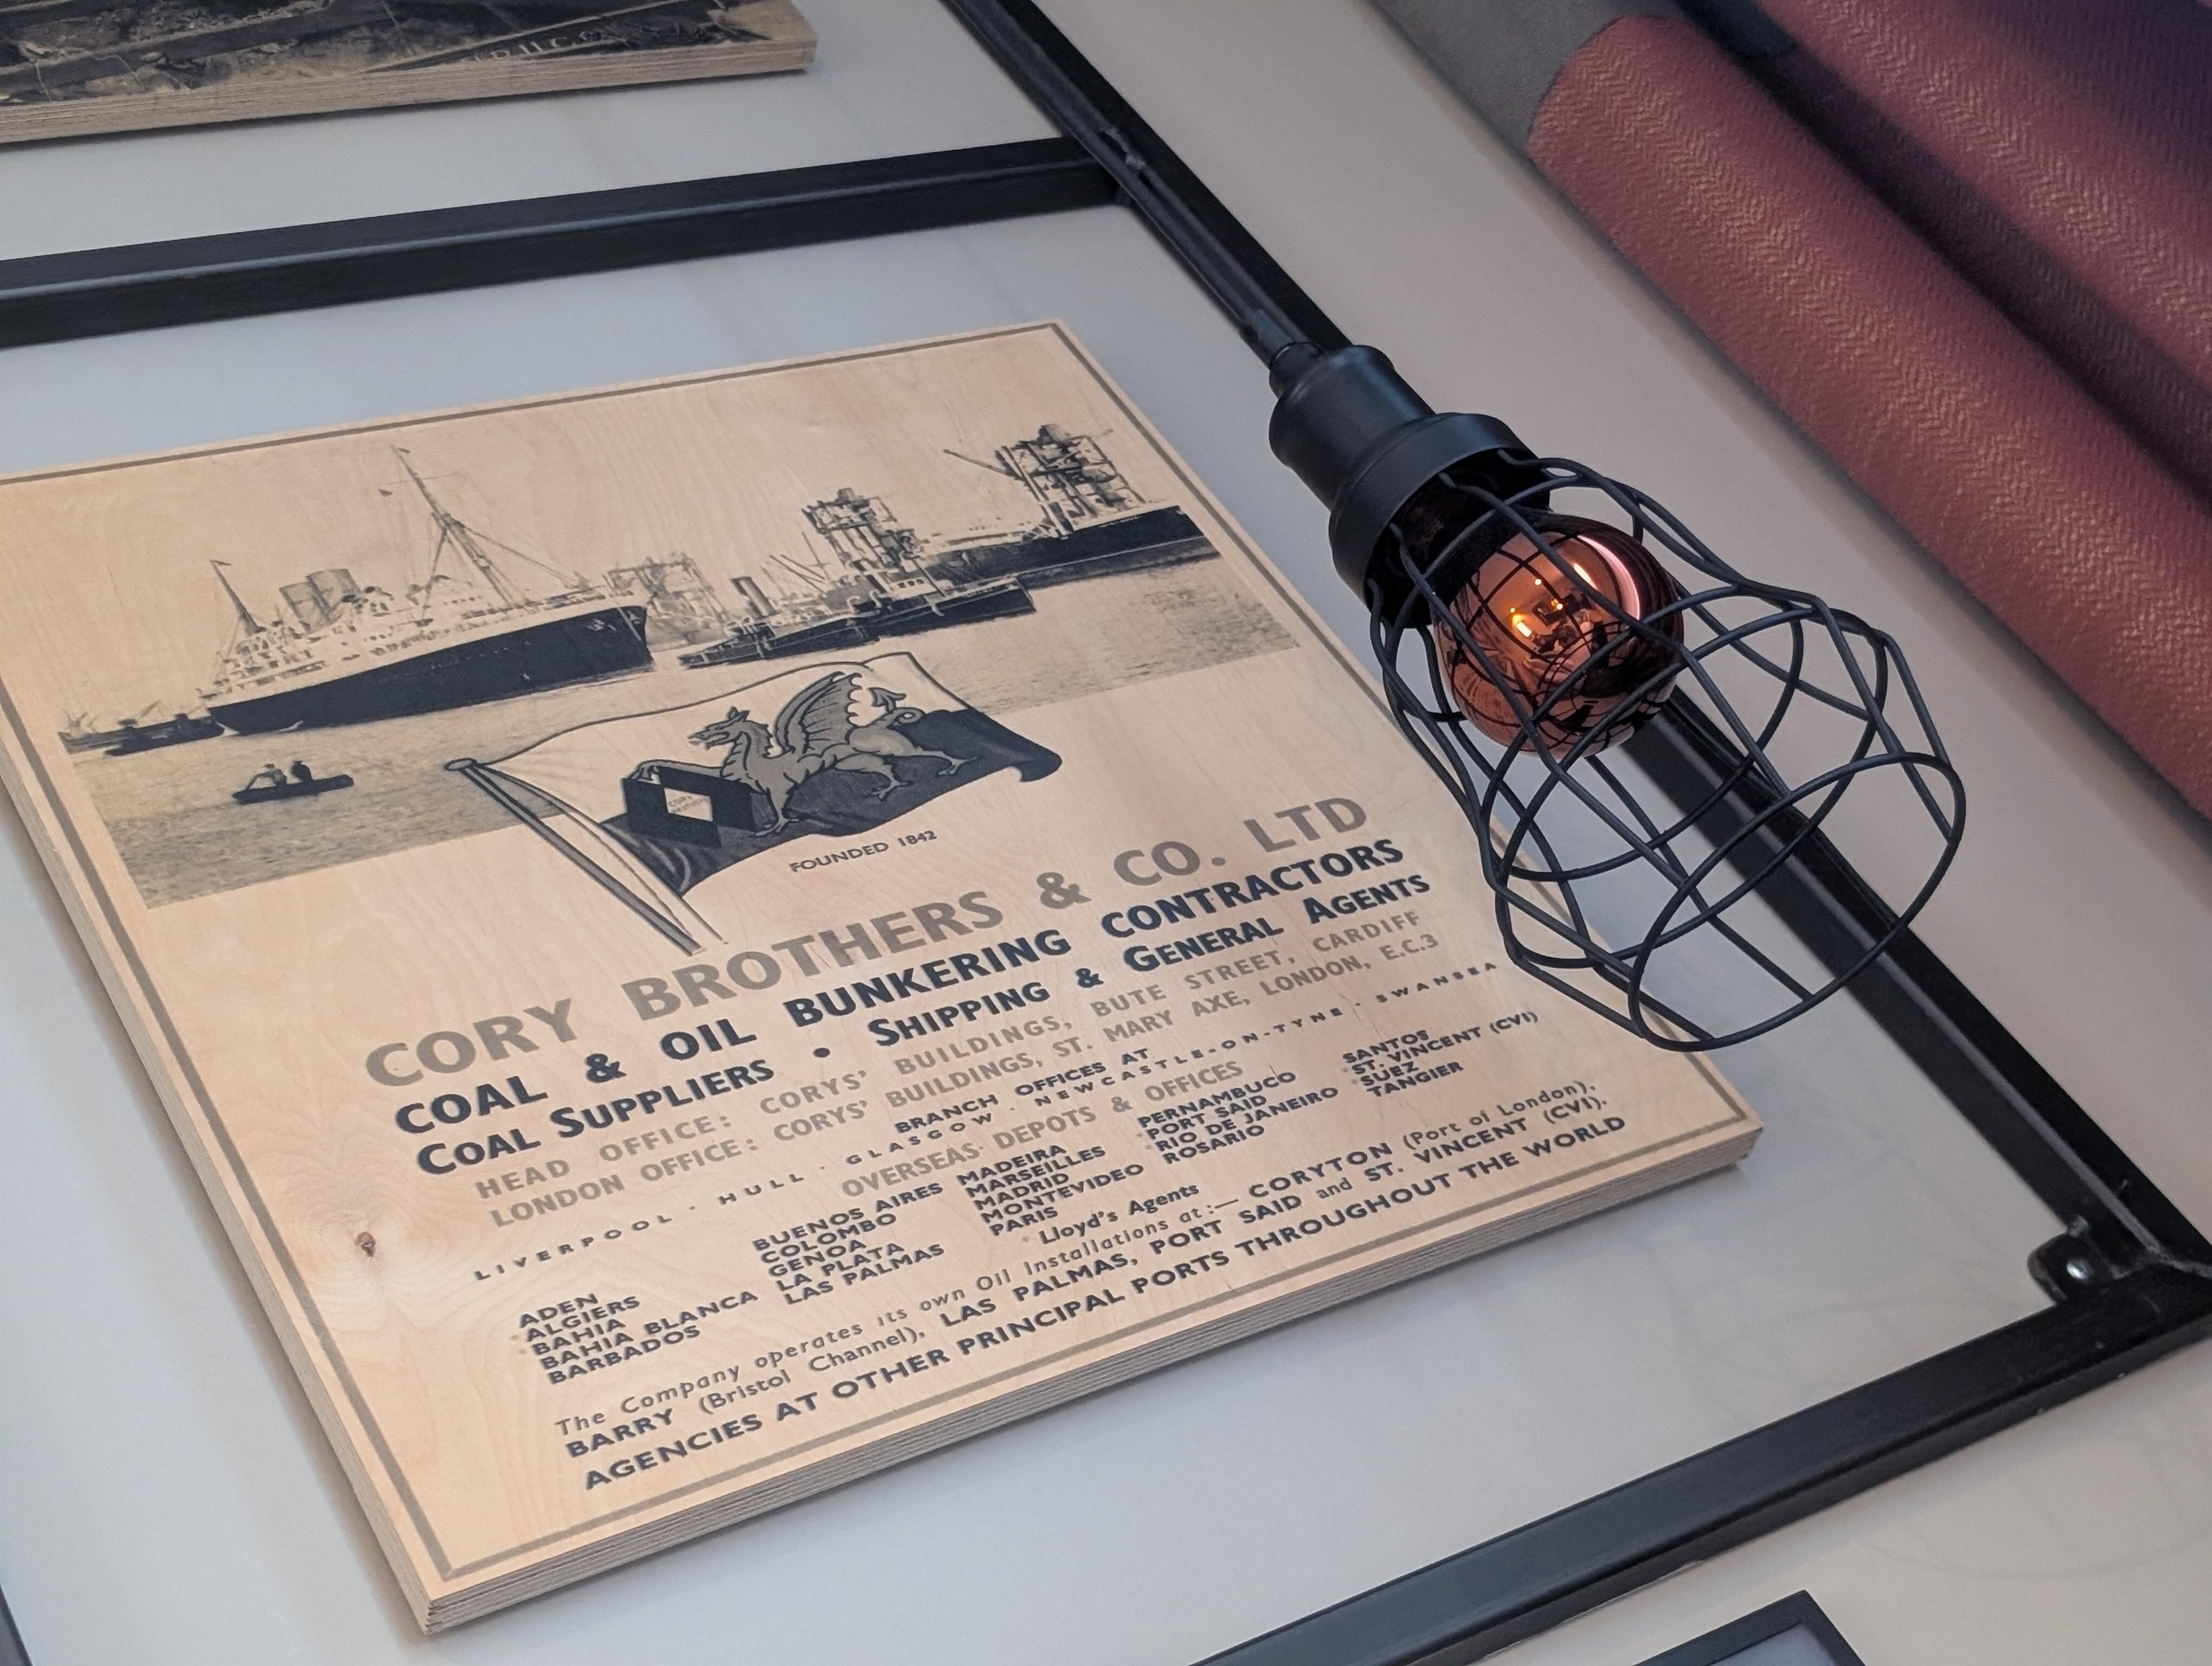 FOUNDED 1842
CORY BROTHERS & CO. LTD
COAL & OIL BUNKERING CONTRACTORS
COAL SUPPLIERS • SHIPPING & GENERAL AGENTS
HEAD OFFICE: CORYS' BUILDINGS, BUTE STREET, CARDIFF
LONDON OFFICE: CORYS' BUILDINGS, ST. MARY AXE, LONDON, E.C.3
BRANCH OFFICES AT
LIVERPOOL · HULL · GLASGOW · NEWCASTLE-ON-TYNE · SWANSEA
OVERSEAS DEPOTS & OFFICES
ADEN
ALGIERS
BAHIA
BAHIA BLANCA
BARBADOS
BUENOS AIRES
COLOMBO
GENOA
LA PLATA
LAS PALMAS
MADEIRA
MARSEILLES
MADRID
MONTEVIDEO
PARIS
PERNAMBUCO
PORT SAID
RIO DE JANEIRO
ROSARIO
SANTOS
ST. VINCENT (CVI)
SUEZ
TANGIER
* Lloyd's Agents
The Company operates its own Oil Installations at:— CORYTON (Port of London),
BARRY (Bristol Channel), LAS PALMAS, PORT SAID and ST. VINCENT (CVI).
AGENCIES AT OTHER PRINCIPAL PORTS THROUGHOUT THE WORLD